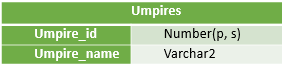 Umpires
Umpire_id Number(p, s)
Umpire_name Varchar2